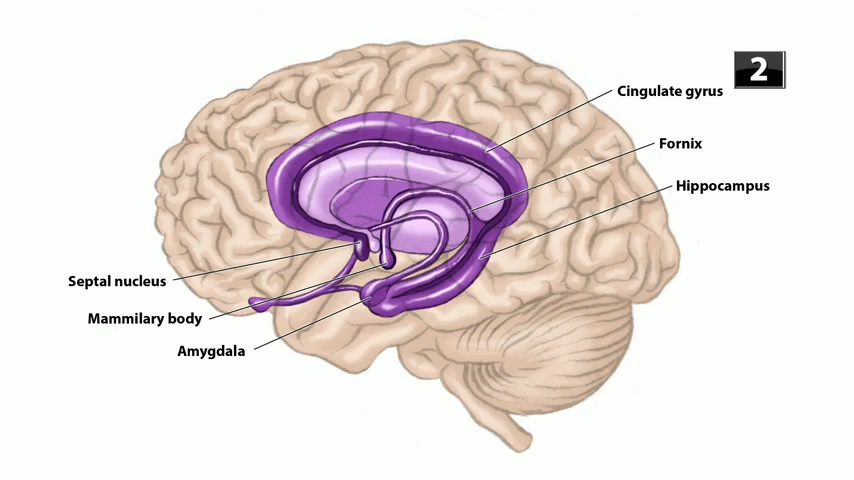 2
Cingulate gyrus
Fornix
Hippocampus
Septal nucleus
Mammilary body
Amygdala